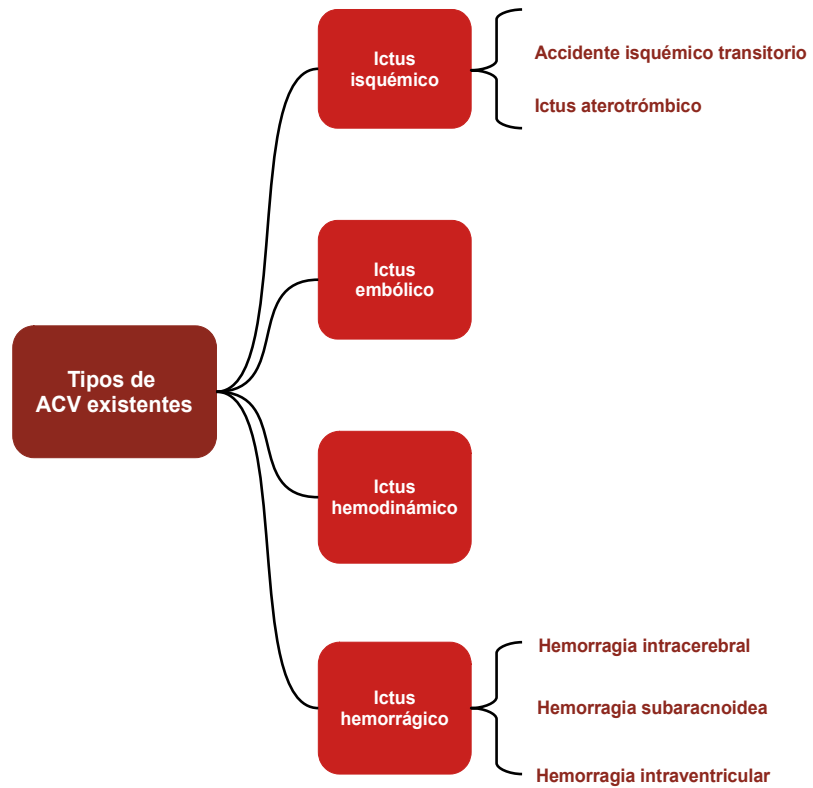 Tipos de
ACV existentes
Ictus
isquémico
Accidente isquémico transitorio
Ictus aterotrómbico
Ictus
embólico
Ictus
hemodinámico
Ictus
hemorrágico
Hemorragia intracerebral
Hemorragia subaracnoidea
Hemorragia intraventricular